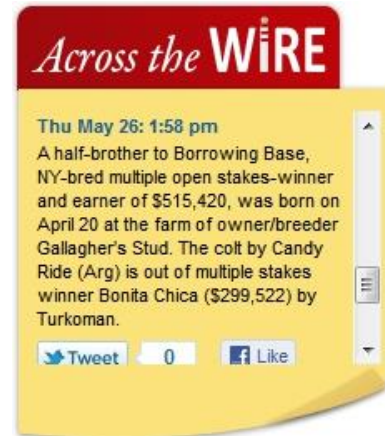 Across the WiRE
Thu May 26: 1:58 pm
A half-brother to Borrowing Base,
NY-bred multiple open stakes-winner
and earner of $515,420, was born on
April 20 at the farm of owner/breeder
Gallagher's Stud. The colt by Candy
Ride (Arg) is out of multiple stakes
winner Bonita Chica ($299,522) by
Turkoman.
Tweet 0 Like